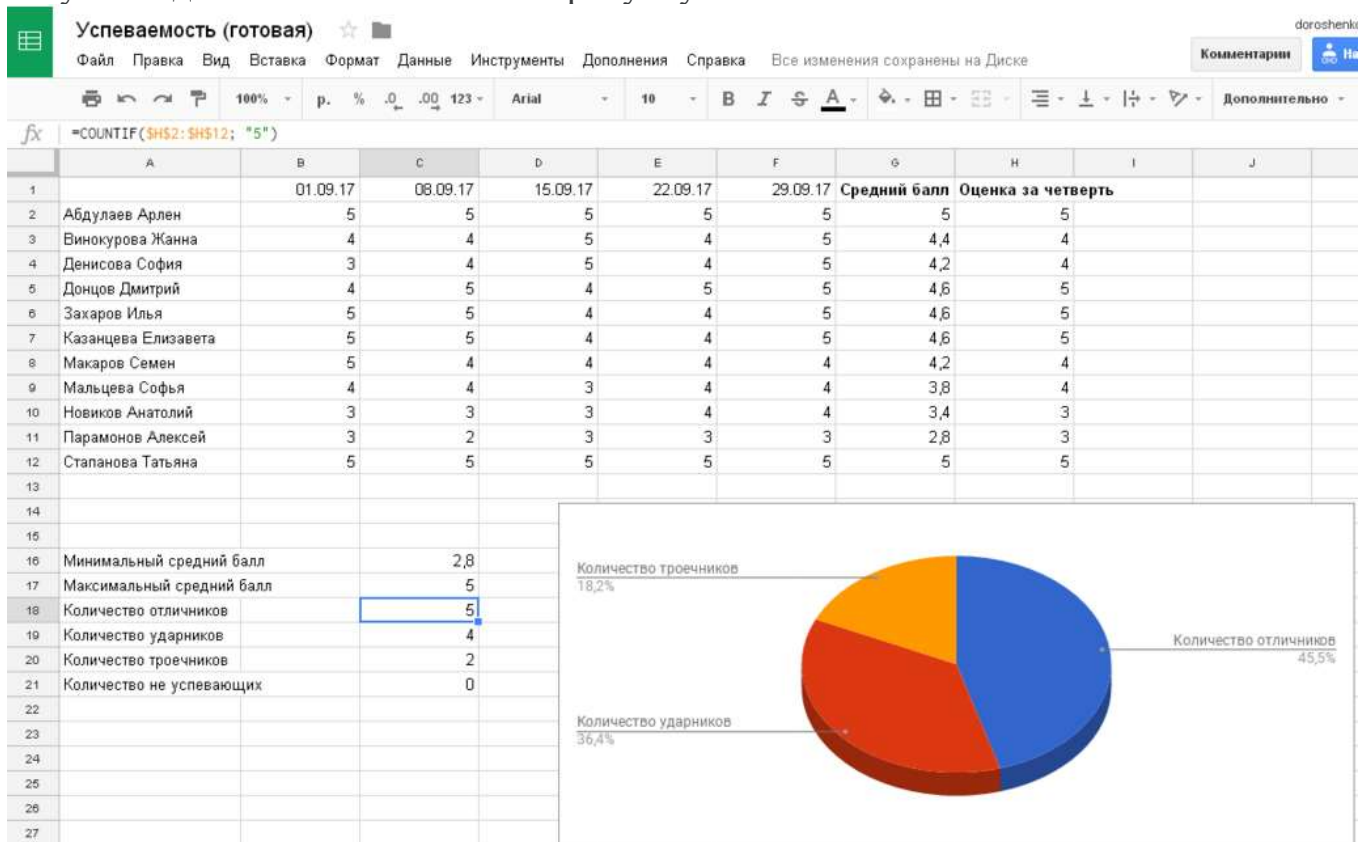 Успеваемость (готовая)
doroshenko
Файл Правка Вид Вставка Формат Данные Инструменты Дополнения Справка Все изменения сохранены на Диске
Комментарии
На
100% р. % .0 .00 123 Arial 10 B I S A Дополнительно
fx =COUNTIF($H$2:$H$12; "5")
A B C D E F G H I J
1 01.09.17 08.09.17 15.09.17 22.09.17 29.09.17 Средний балл Оценка за четверть
2 Абдулаев Арлен 5 5 5 5 5 5 5
3 Винокурова Жанна 4 4 5 4 5 4,4 4
4 Денисова София 3 4 5 4 5 4,2 4
5 Донцов Дмитрий 4 5 4 5 5 4,6 5
6 Захаров Илья 5 5 4 4 5 4,6 5
7 Казанцева Елизавета 5 5 4 4 5 4,6 5
8 Макаров Семен 5 4 4 4 4 4,2 4
9 Мальцева Софья 4 4 3 4 4 3,8 4
10 Новиков Анатолий 3 3 3 4 4 3,4 3
11 Парамонов Алексей 3 2 3 3 3 2,8 3
12 Стапанова Татьяна 5 5 5 5 5 5 5
13
14
15
16 Минимальный средний балл 2,8
17 Максимальный средний балл 5
18 Количество отличников 5
19 Количество ударников 4
20 Количество троечников 2
21 Количество не успевающих 0
22
23
24
25
26
27
Количество троечников
18,2%
Количество отличников
45,5%
Количество ударников
36,4%